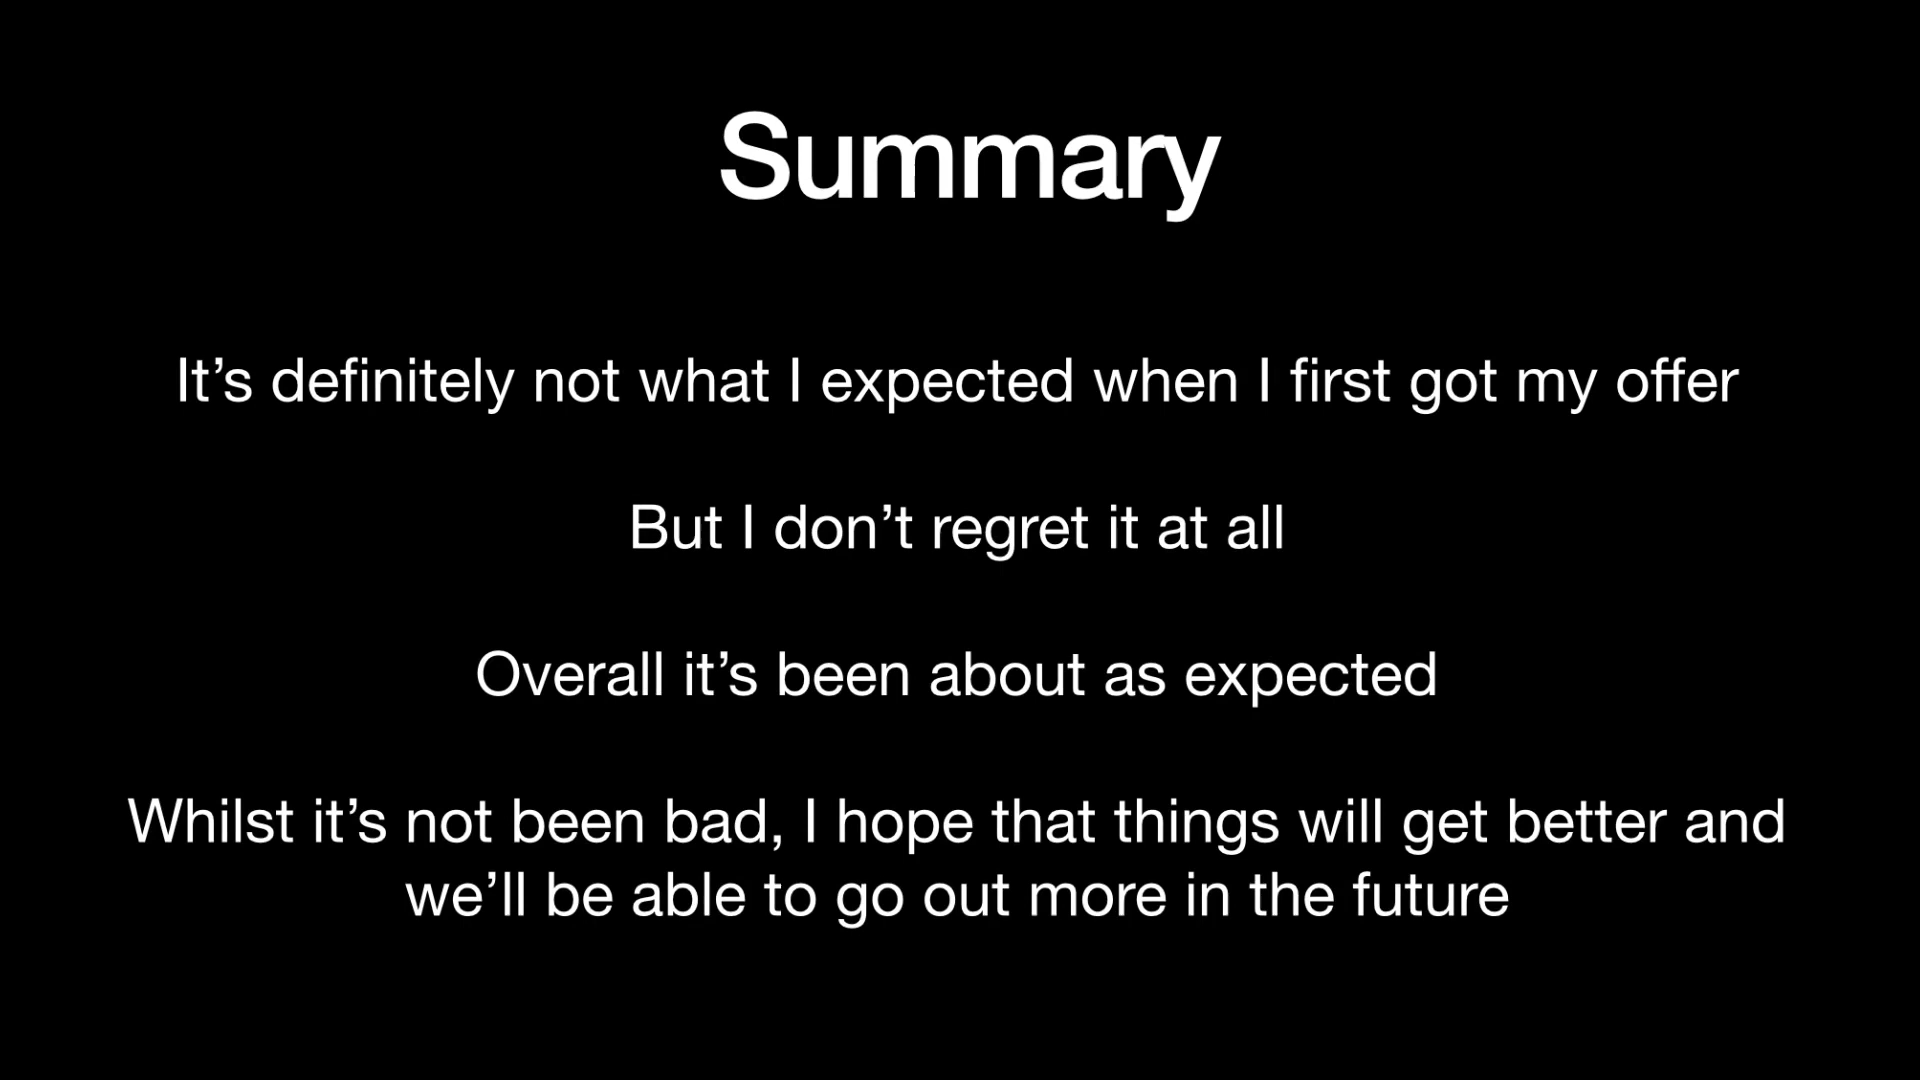 Summary
It’s definitely not what I expected when I first got my offer
But I don’t regret it at all
Overall it’s been about as expected
Whilst it’s not been bad, I hope that things will get better and
we’ll be able to go out more in the future